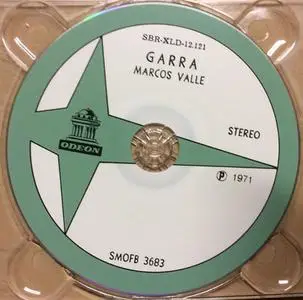 SBR-XLD-12.121
GARRA
MARCOS VALLE
STEREO
ODEON
℗ 1971
SMOFB 3683